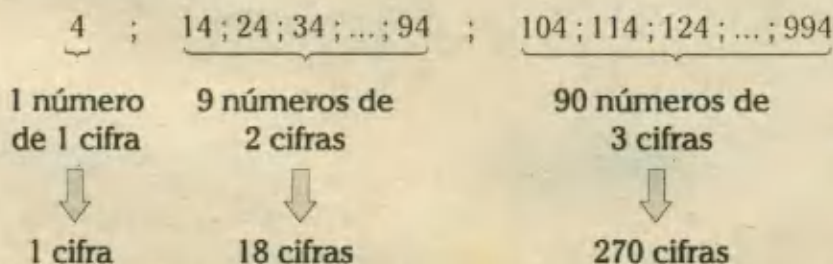 4 ; 14 ; 24 ; 34 ; ... ; 94 ; 104 ; 114 ; 124 ; ... ; 994
1 número 9 números de 90 números de
de 1 cifra 2 cifras 3 cifras
1 cifra 18 cifras 270 cifras